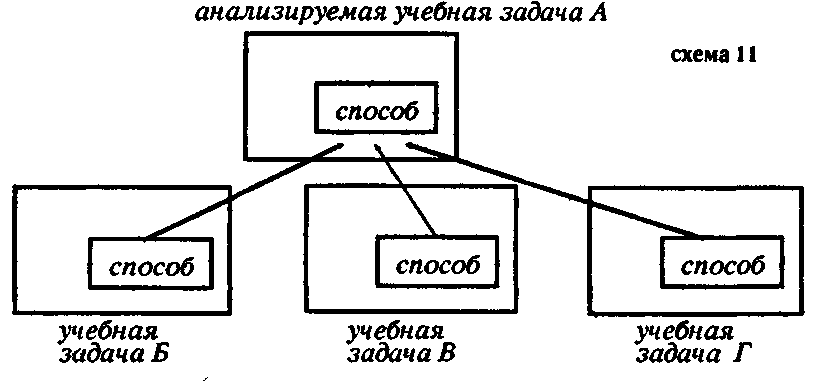 анализируемая учебная задача А
схема 11
способ
способ
способ
способ
учебная
задача Б
учебная
задача В
учебная
задача Г